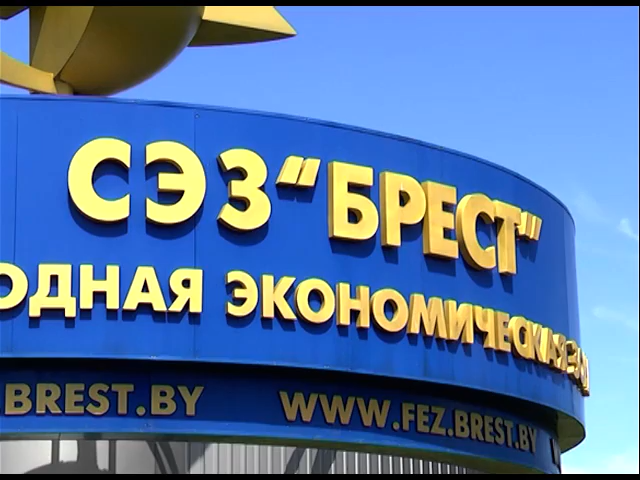 СЭЗ "БРЕСТ"
ОДНАЯ ЭКОНОМИЧЕСКАЯ
.BREST.BY WWW.FEZ.BREST.BY